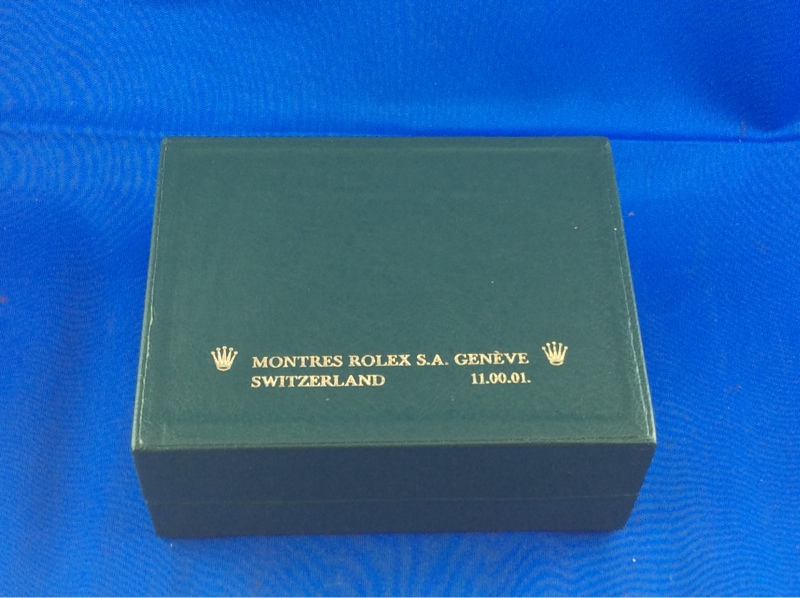 MONTRES ROLEX S.A. GENÈVE
SWITZERLAND 11.00.01.